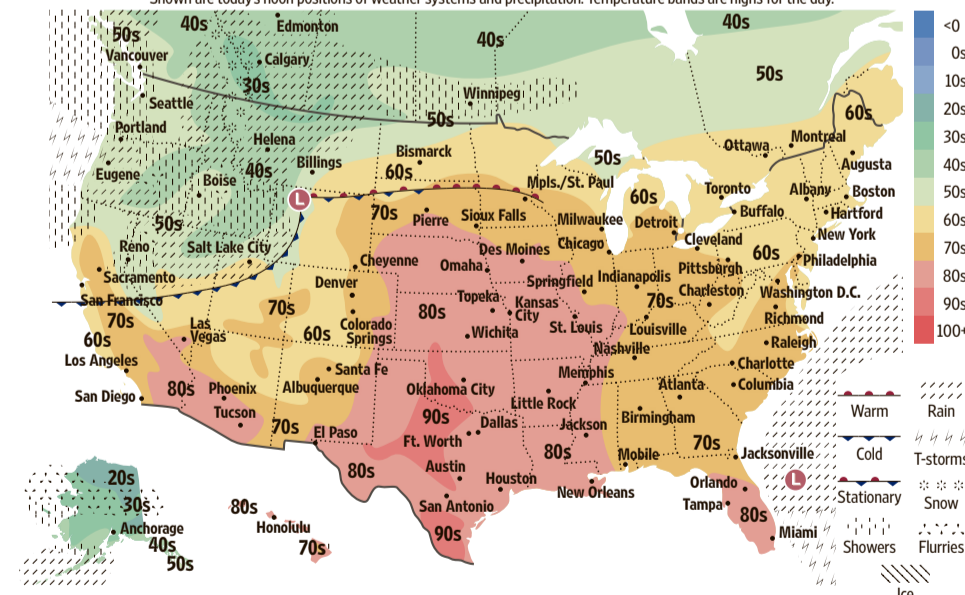 Shown are today's noon positions of weather systems and precipitation. Temperature bands are highs for the day.
40s
Edmonton
40s
40s
<0
50s
Vancouver
Calgary
0s
50s
10s
30s
Winnipeg
Seattle
20s
60s
Portland
50s
30s
Helena
Ottawa
Montreal
Bismarck
50s
40s
Billings
Augusta
Eugene
40s
60s
Boise
Mpls./St. Paul
Toronto
Albany
Boston
50s
L
60s
70s
Pierre
Sioux Falls
Milwaukee
Detroit
Buffalo
Hartford
60s
50s
New York
Reno
Salt Lake City
Des Moines
Chicago
Cleveland
60s
70s
Cheyenne
Omaha
Pittsburgh
Philadelphia
Sacramento
Denver
Springfield
Indianapolis
80s
San Francisco
Topeka
Kansas
City
70s
Charleston
Washington D.C.
90s
70s
70s
80s
Las
Vegas
60s
Colorado
Springs
St. Louis
Louisville
Richmond
100+
60s
Wichita
Raleigh
Los Angeles
Nashville
Santa Fe
Charlotte
80s
Phoenix
Albuquerque
Oklahoma City
Memphis
Atlanta
Columbia
San Diego
Little Rock
Warm
Rain
Tucson
90s
Birmingham
70s
El Paso
Dallas
Jackson
70s
Ft. Worth
80s
Mobile
Jacksonville
Cold
T-storms
80s
Austin
20s
Houston
Orlando
L
New Orleans
Stationary
Snow
30s
80s
San Antonio
Tampa
80s
Anchorage
Honolulu
90s
Miami
40s
70s
Showers
Flurries
50s
Ice